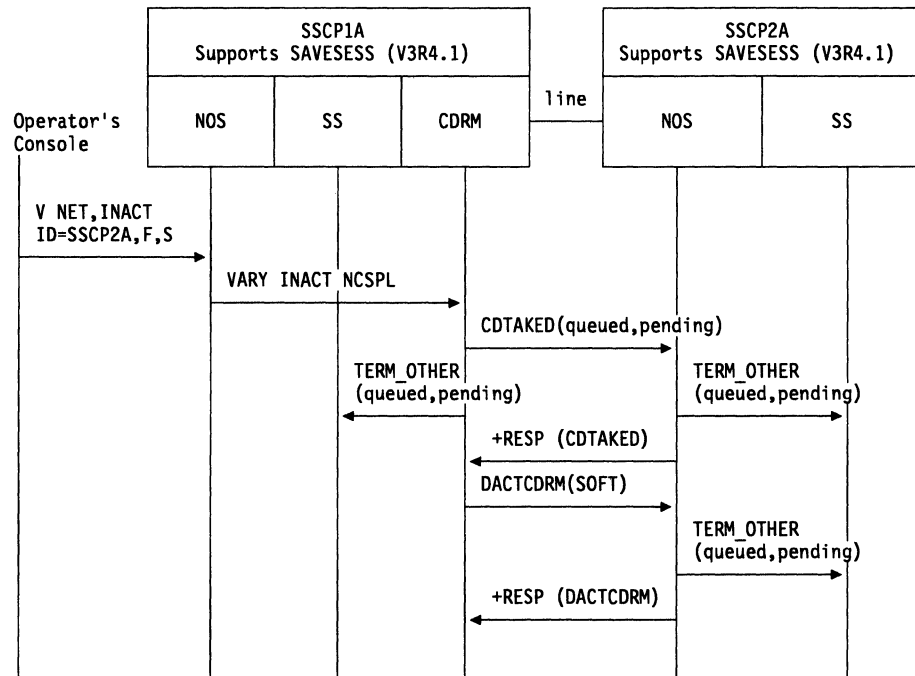 SSCP1A
Supports SAVESESS (V3R4.1)
SSCP2A
Supports SAVESESS (V3R4.1)
Operator's
Console
NOS
SS
CDRM
line
NOS
SS
V NET,INACT
ID=SSCP2A,F,S
VARY INACT NCSPL
CDTAKED(queued,pending)
TERM_OTHER
(queued,pending)
TERM_OTHER
(queued,pending)
+RESP (CDTAKED)
DACTCDRM(SOFT)
TERM_OTHER
(queued,pending)
+RESP (DACTCDRM)